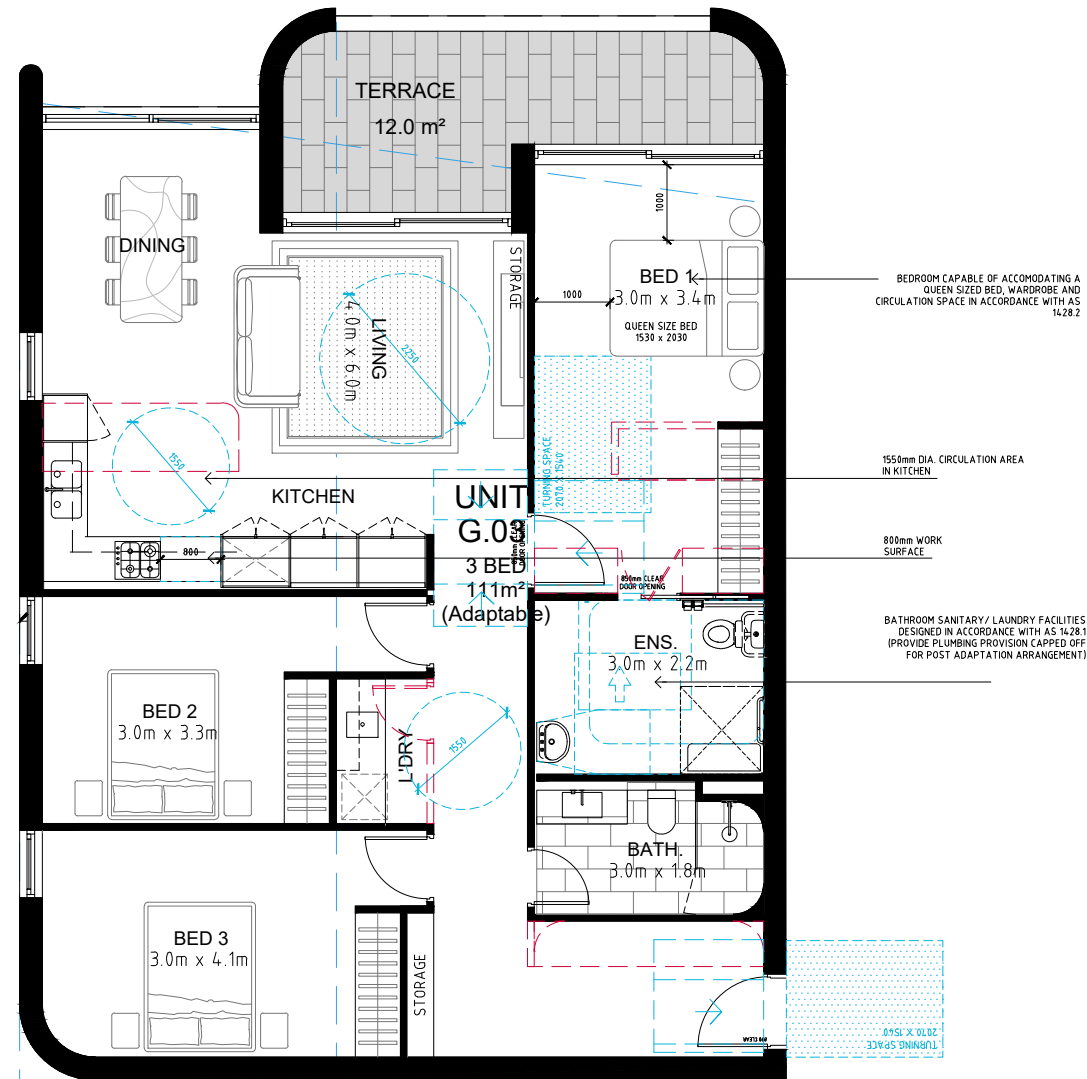 TERRACE
12.0 m²
DINING
STORAGE
1000
BED 1
3.0m x 3.4m
1000
QUEEN SIZE BED
1530 x 2030
BEDROOM CAPABLE OF ACCOMODATING A
QUEEN SIZED BED, WARDROBE AND
CIRCULATION SPACE IN ACCORDANCE WITH AS
1428.2
LIVING
4.0m x 6.0m
2250
1550
TURNING SPACE
2070 X 1540
1550mm DIA. CIRCULATION AREA
IN KITCHEN
KITCHEN
UNIT
G.03
3 BED
111m²
(Adaptable)
850mm CLEAR
DOOR OPENING
800
800mm WORK
SURFACE
850mm CLEAR
DOOR OPENING
ENS.
3.0m x 2.2m
BATHROOM SANITARY/ LAUNDRY FACILITIES
DESIGNED IN ACCORDANCE WITH AS 1428.1
(PROVIDE PLUMBING PROVISION CAPPED OFF
FOR POST ADAPTATION ARRANGEMENT)
BED 2
3.0m x 3.3m
L'DRY
1550
BATH.
3.0m x 1.8m
BED 3
3.0m x 4.1m
STORAGE
TURNING SPACE
2070 X 1540